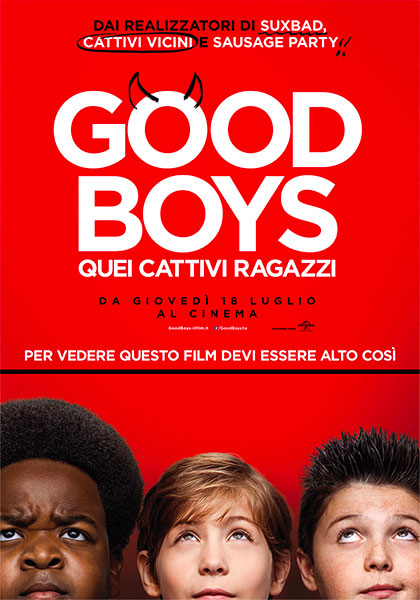 DAI REALIZZATORI DI SUXBAD,
CATTIVI VICINI E SAUSAGE PARTY!!
GOOD
BOYS
QUEI CATTIVI RAGAZZI
DA GIOVEDÌ 18 LUGLIO
AL CINEMA
PER VEDERE QUESTO FILM DEVI ESSERE ALTO COSÌ